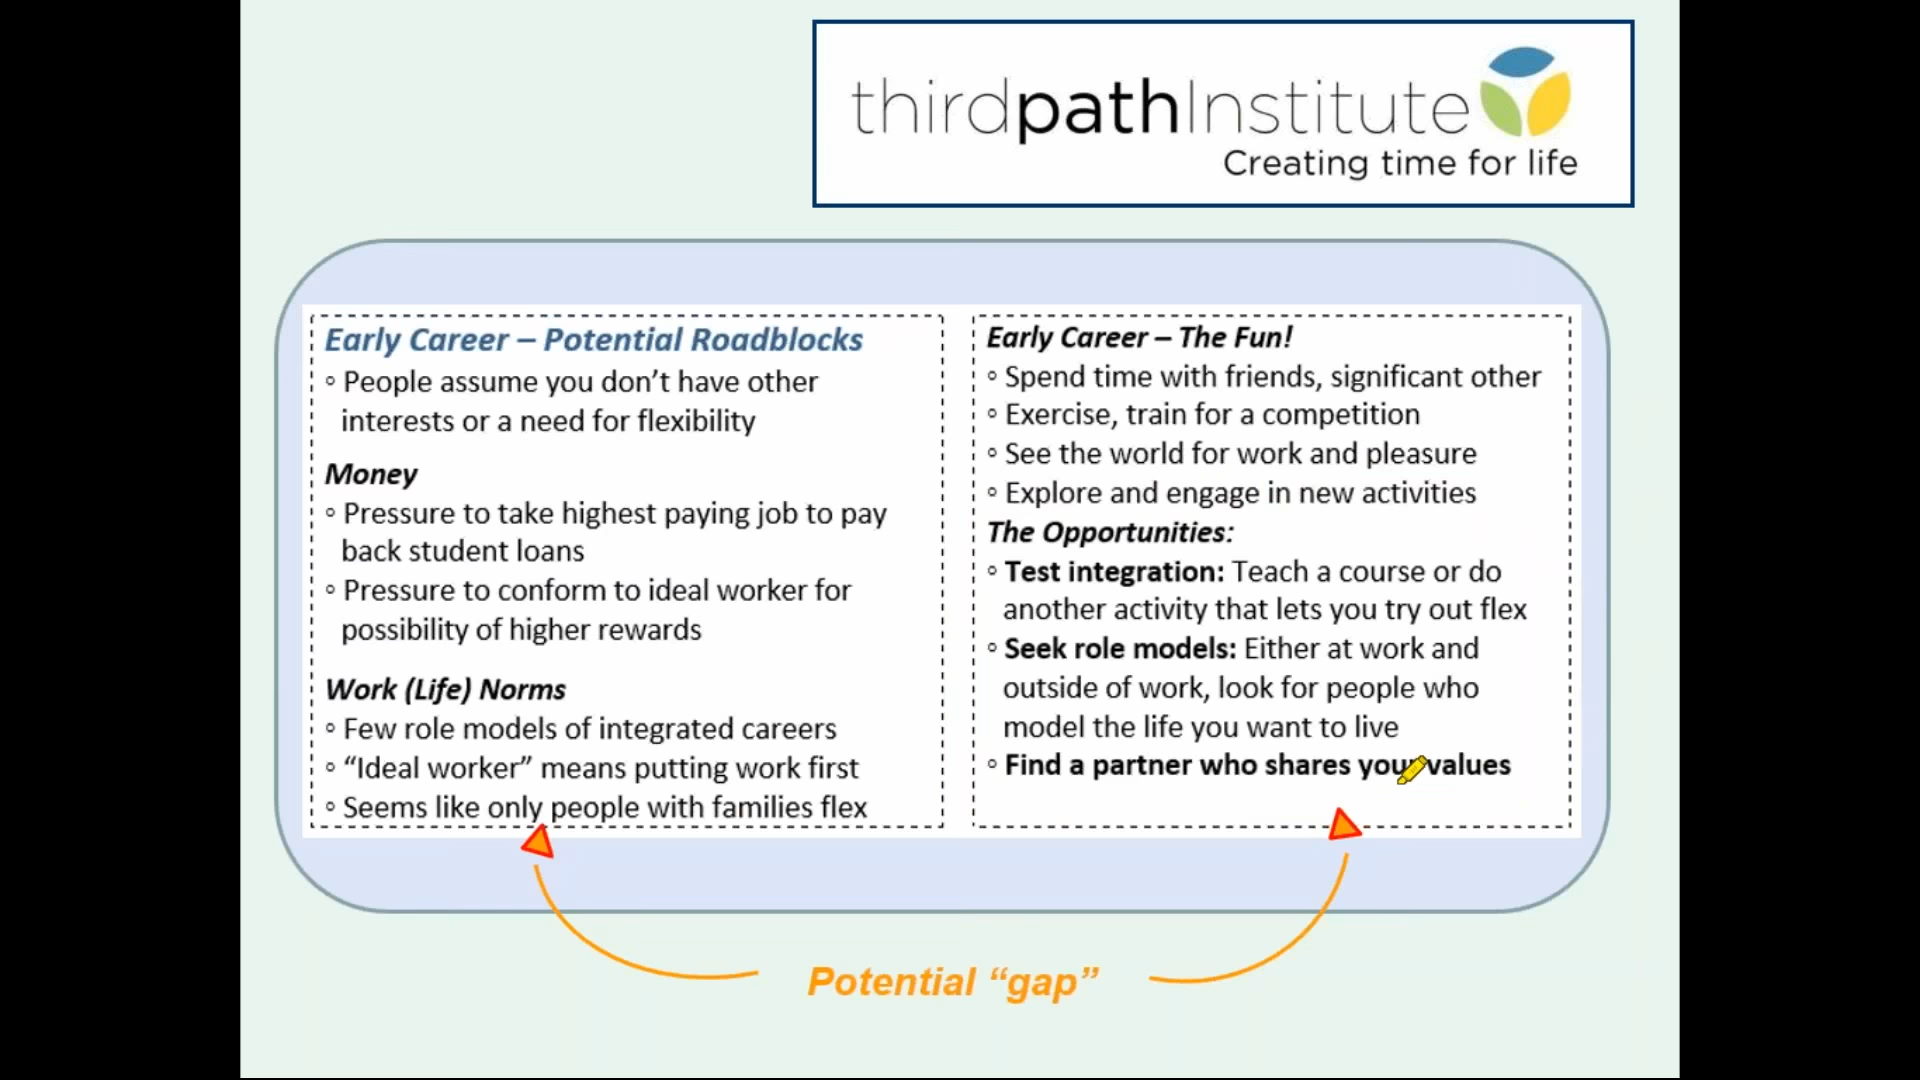 thirdpathInstitute
Creating time for life
Early Career – Potential Roadblocks
◦ People assume you don’t have other
interests or a need for flexibility
Money
◦ Pressure to take highest paying job to pay
back student loans
◦ Pressure to conform to ideal worker for
possibility of higher rewards
Work (Life) Norms
◦ Few role models of integrated careers
◦ “Ideal worker” means putting work first
◦ Seems like only people with families flex
Early Career – The Fun!
◦ Spend time with friends, significant other
◦ Exercise, train for a competition
◦ See the world for work and pleasure
◦ Explore and engage in new activities
The Opportunities:
◦ Test integration: Teach a course or do
another activity that lets you try out flex
◦ Seek role models: Either at work and
outside of work, look for people who
model the life you want to live
◦ Find a partner who shares your values
Potential “gap”